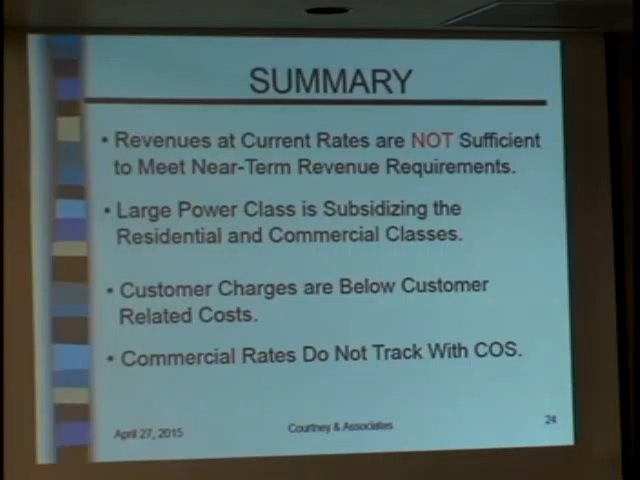 SUMMARY
• Revenues at Current Rates are NOT Sufficient
to Meet Near-Term Revenue Requirements.
• Large Power Class is Subsidizing the
Residential and Commercial Classes.
• Customer Charges are Below Customer
Related Costs.
• Commercial Rates Do Not Track With COS.
April 27, 2015
Courtney & Associates
24